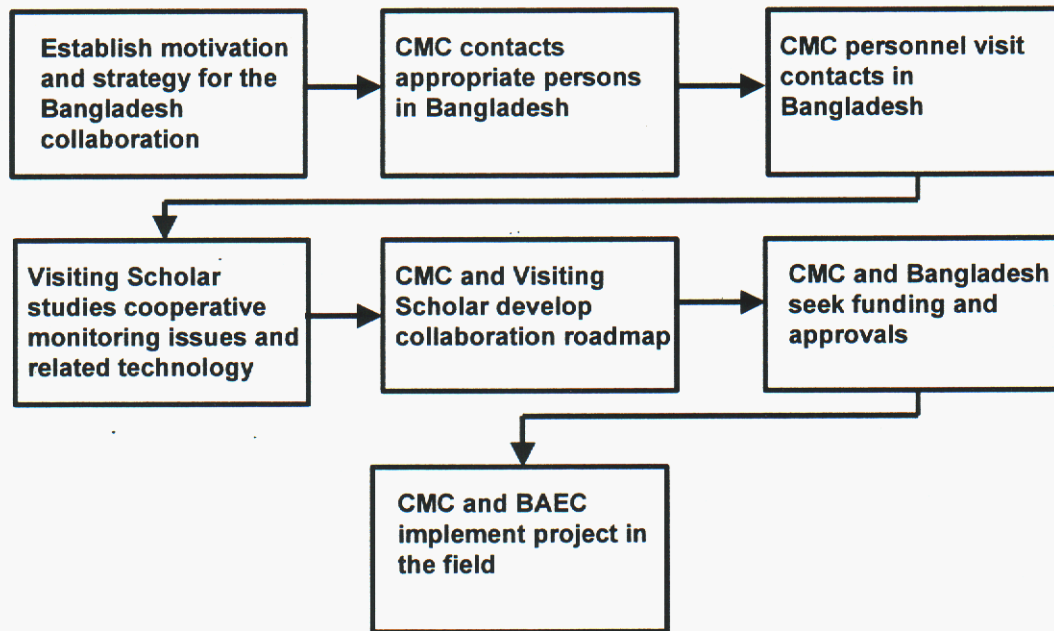 Establish motivation
and strategy for the
Bangladesh
collaboration
CMC contacts
appropriate persons
in Bangladesh
CMC personnel visit
contacts in
Bangladesh
Visiting Scholar
studies cooperative
monitoring issues and
related technology
CMC and Visiting
Scholar develop
collaboration roadmap
CMC and Bangladesh
seek funding and
approvals
CMC and BAEC
implement project in
the field